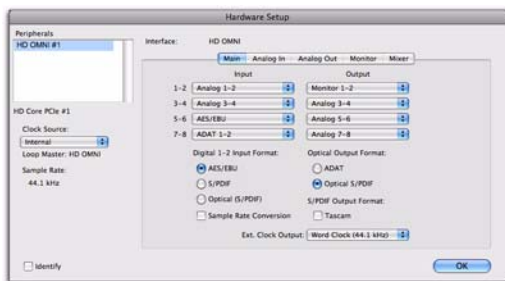 Hardware Setup
Peripherals
HD OMNI #1
Interface: HD OMNI
Main Analog In Analog Out Monitor Mixer
Input Output
1-2 Analog 1-2 Monitor 1-2
3-4 Analog 3-4 Analog 3-4
5-6 AES/EBU Analog 5-6
7-8 ADAT 1-2 Analog 7-8
HD Core PCIe #1
Clock Source:
Internal
Loop Master: HD OMNI
Sample Rate:
44.1 kHz
Digital 1-2 Input Format:
AES/EBU
S/PDIF
Optical (S/PDIF)
Sample Rate Conversion
Optical Output Format:
ADAT
Optical S/PDIF
S/PDIF Output Format:
Tascam
Ext. Clock Output: Word Clock (44.1 kHz)
Identify
OK